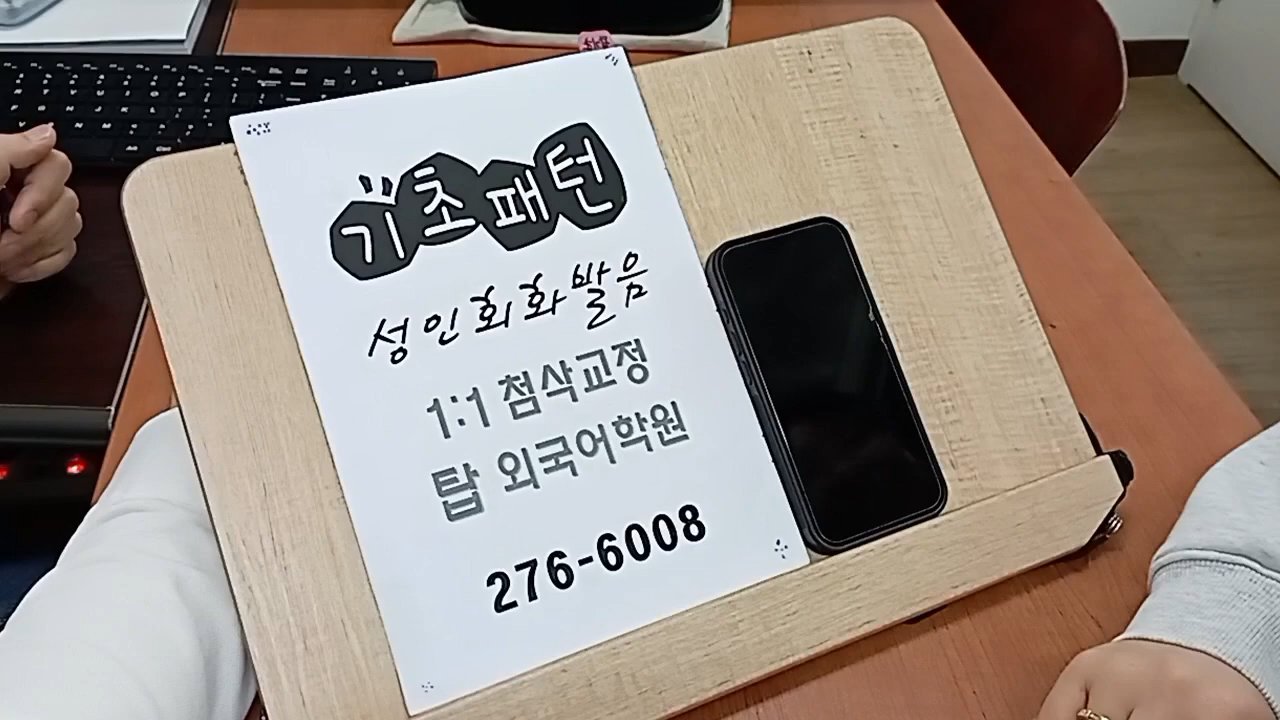 기초패턴
성인회화발음
1:1 첨삭교정
탑 외국어학원
276-6008